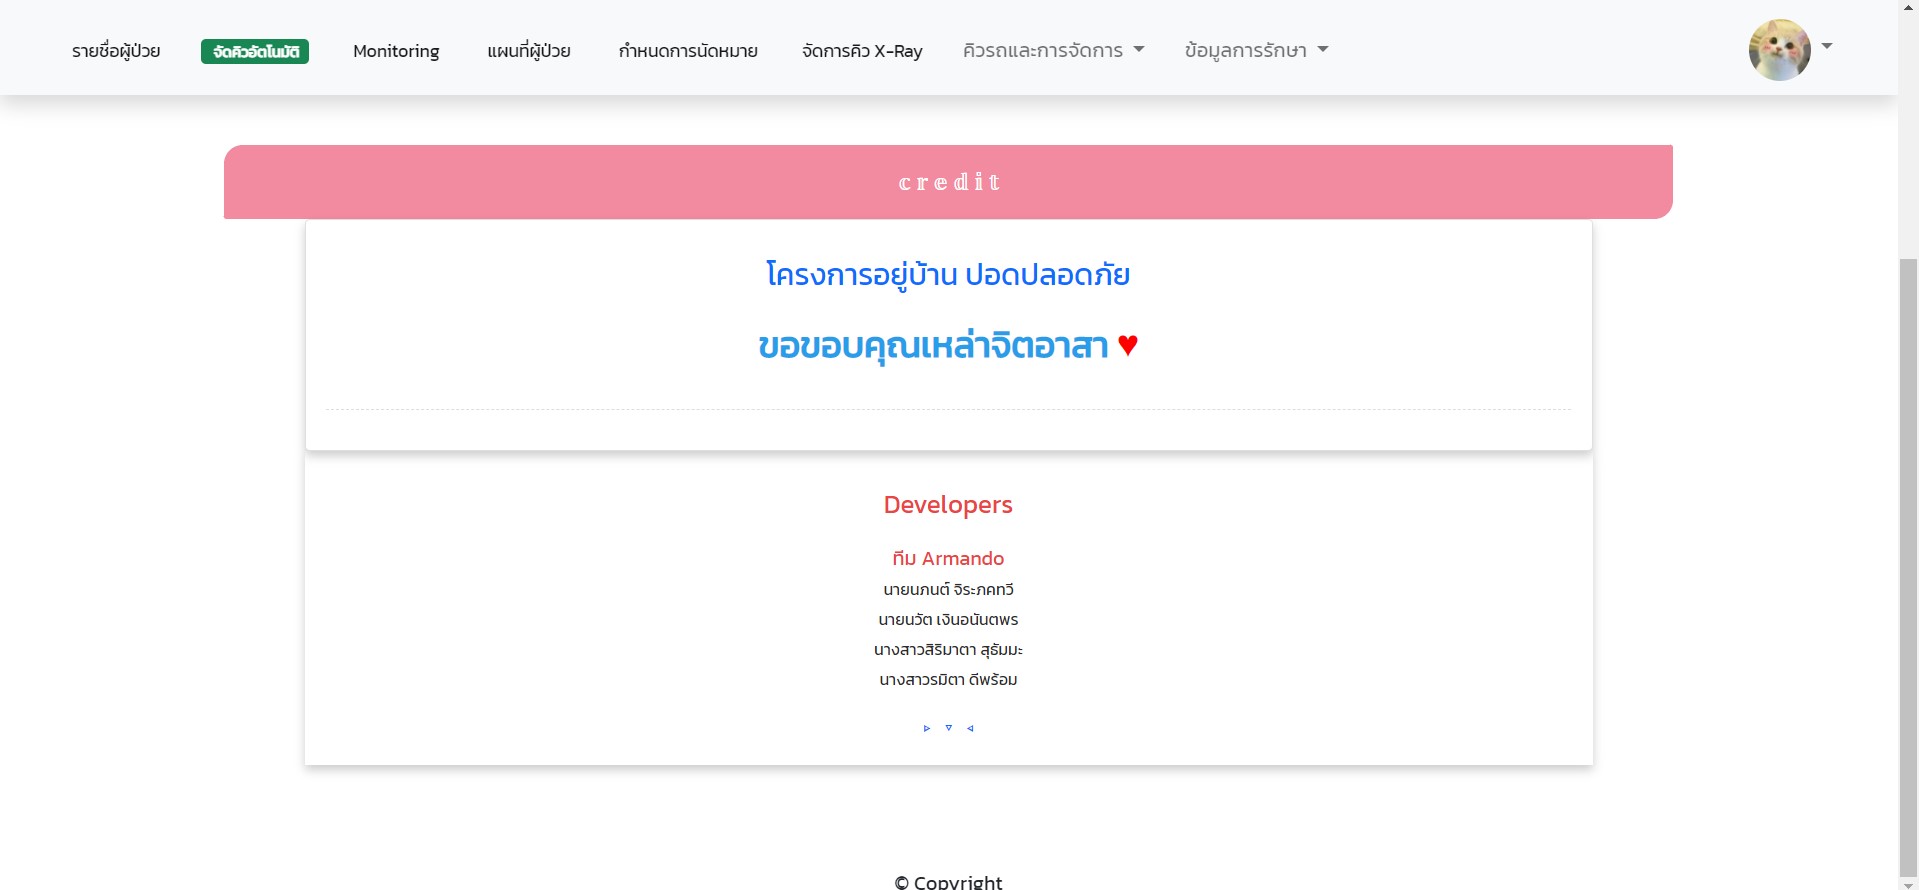 รายชื่อผู้ป่วย จัดคิวอัตโนมัติ Monitoring แผนที่ผู้ป่วย กำหนดการนัดหมาย จัดการคิว X-Ray คิวรถและการจัดการ ข้อมูลการรักษา
𝕔𝕣𝕖𝕕𝕚𝕥
โครงการอยู่บ้าน ปอดปลอดภัย
ขอขอบคุณเหล่าจิตอาสา ♥
Developers
ทีม Armando
นายนภนต์ จิระภคทวี
นายนวัต เงินอนันตพร
นางสาวสิริมาตา สุธัมมะ
นางสาวรมิตา ดีพร้อม
▹ ▿ ◃
© Copyright